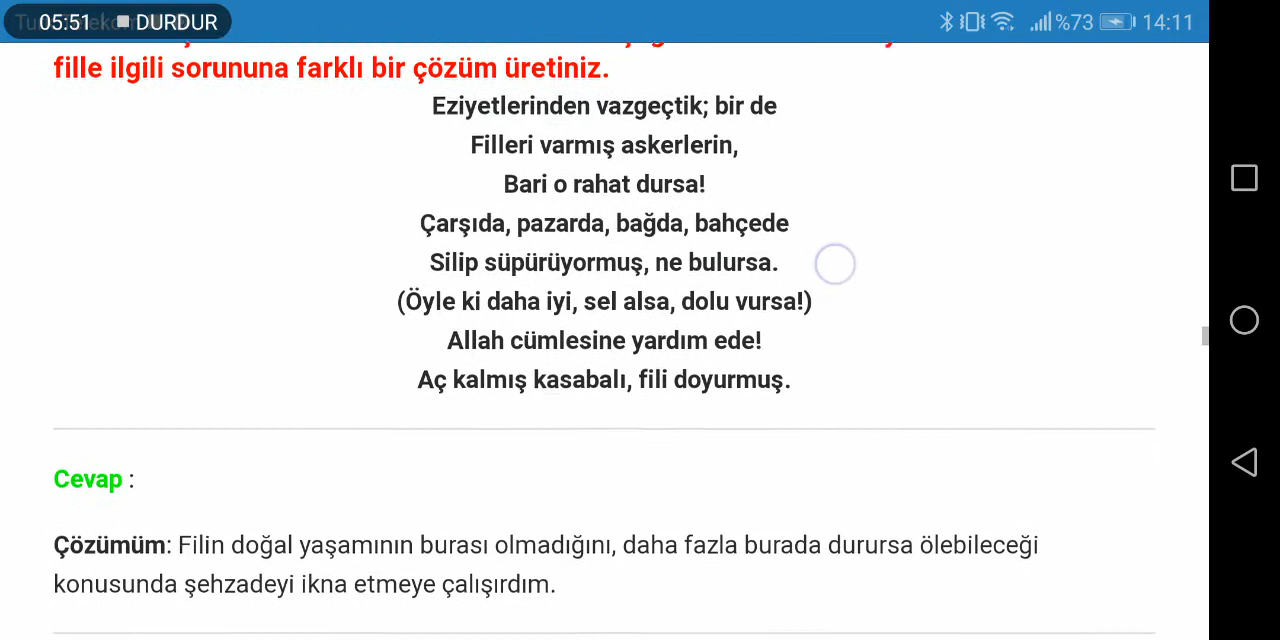 05:51 DURDUR %73 14:11
fille ilgili sorununa farklı bir çözüm üretiniz.
Eziyetlerinden vazgeçtik; bir de
Filleri varmış askerlerin,
Bari o rahat dursa!
Çarşıda, pazarda, bağda, bahçede
Silip süpürüyormuş, ne bulursa.
(Öyle ki daha iyi, sel alsa, dolu vursa!)
Allah cümlesine yardım ede!
Aç kalmış kasabalı, fili doyurmuş.
Cevap :
Çözümüm: Filin doğal yaşamının burası olmadığını, daha fazla burada durursa ölebileceği
konusunda şehzadeyi ikna etmeye çalışırdım.